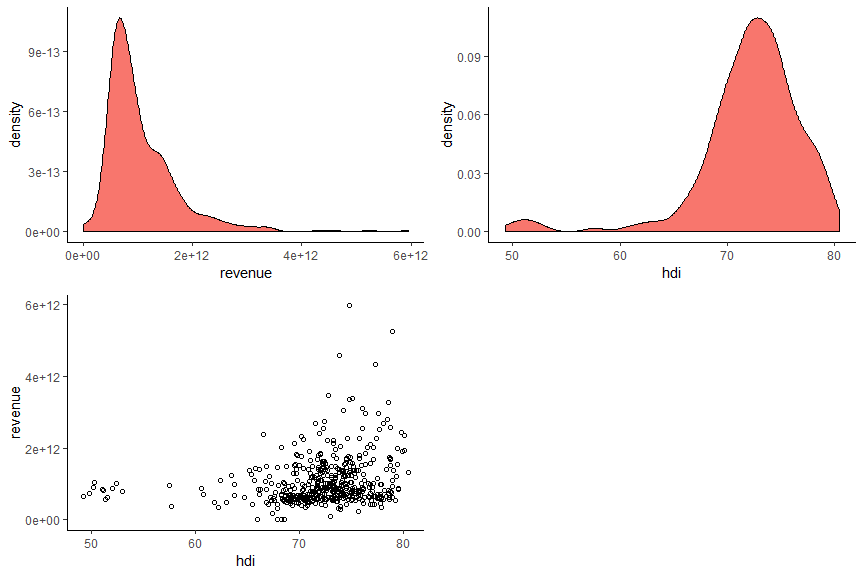 density
9e-13
6e-13
3e-13
0e+00
0e+00 2e+12 4e+12 6e+12
revenue
density
0.09
0.06
0.03
0.00
50 60 70 80
hdi
revenue
6e+12
4e+12
2e+12
0e+00
50 60 70 80
hdi